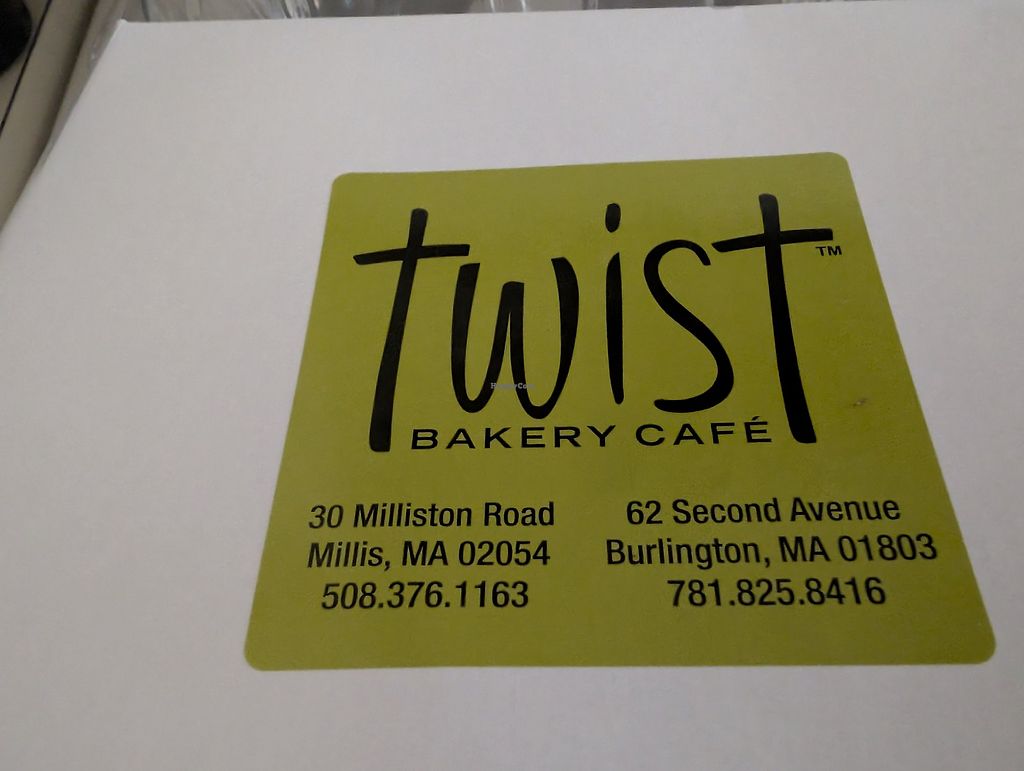 twist™
BAKERY CAFÉ
30 Milliston Road
Millis, MA 02054
508.376.1163
62 Second Avenue
Burlington, MA 01803
781.825.8416
HappyCow